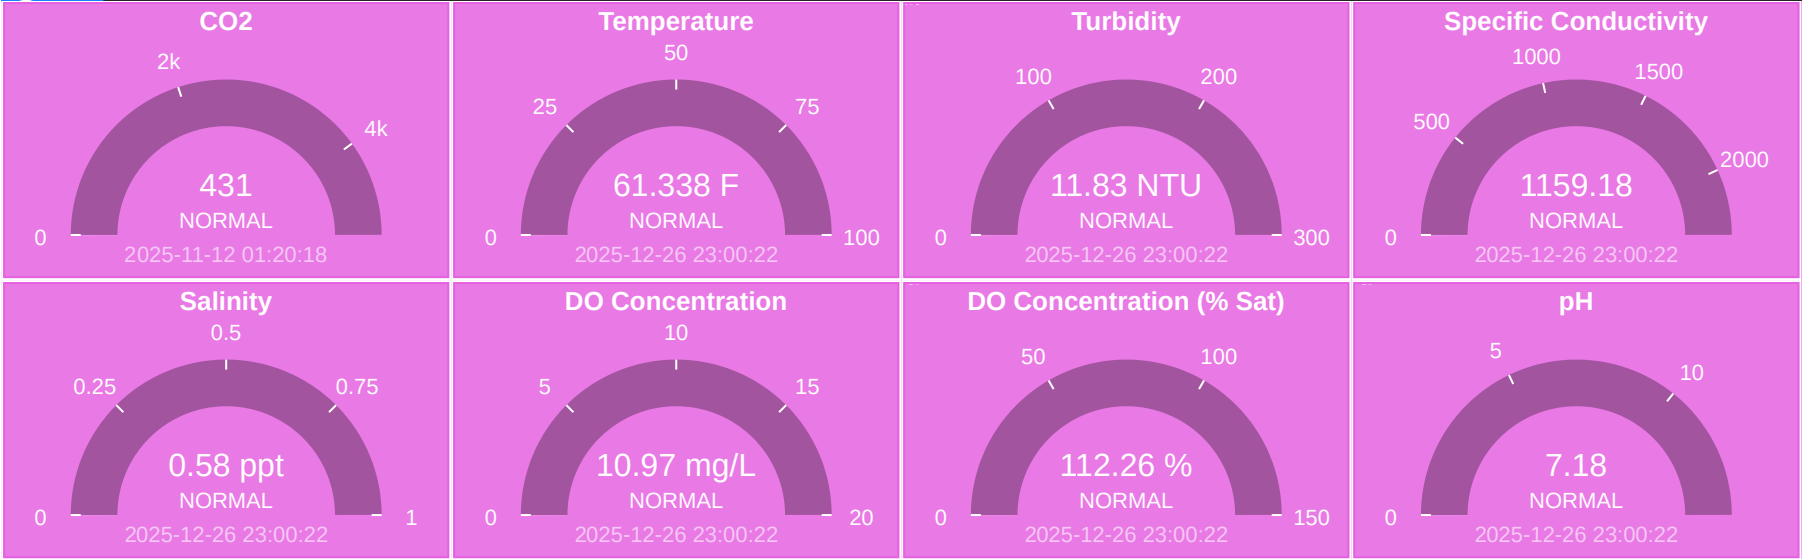 CO2
2k
4k
0
431
NORMAL
2025-11-12 01:20:18
Temperature
50
25
75
0
100
61.338 F
NORMAL
2025-12-26 23:00:22
Turbidity
100
200
0
300
11.83 NTU
NORMAL
2025-12-26 23:00:22
Specific Conductivity
1000
1500
500
2000
0
1159.18
NORMAL
2025-12-26 23:00:22
Salinity
0.5
0.25
0.75
0
1
0.58 ppt
NORMAL
2025-12-26 23:00:22
DO Concentration
10
5
15
0
20
10.97 mg/L
NORMAL
2025-12-26 23:00:22
DO Concentration (% Sat)
50
100
0
150
112.26 %
NORMAL
2025-12-26 23:00:22
pH
5
10
0
7.18
NORMAL
2025-12-26 23:00:22